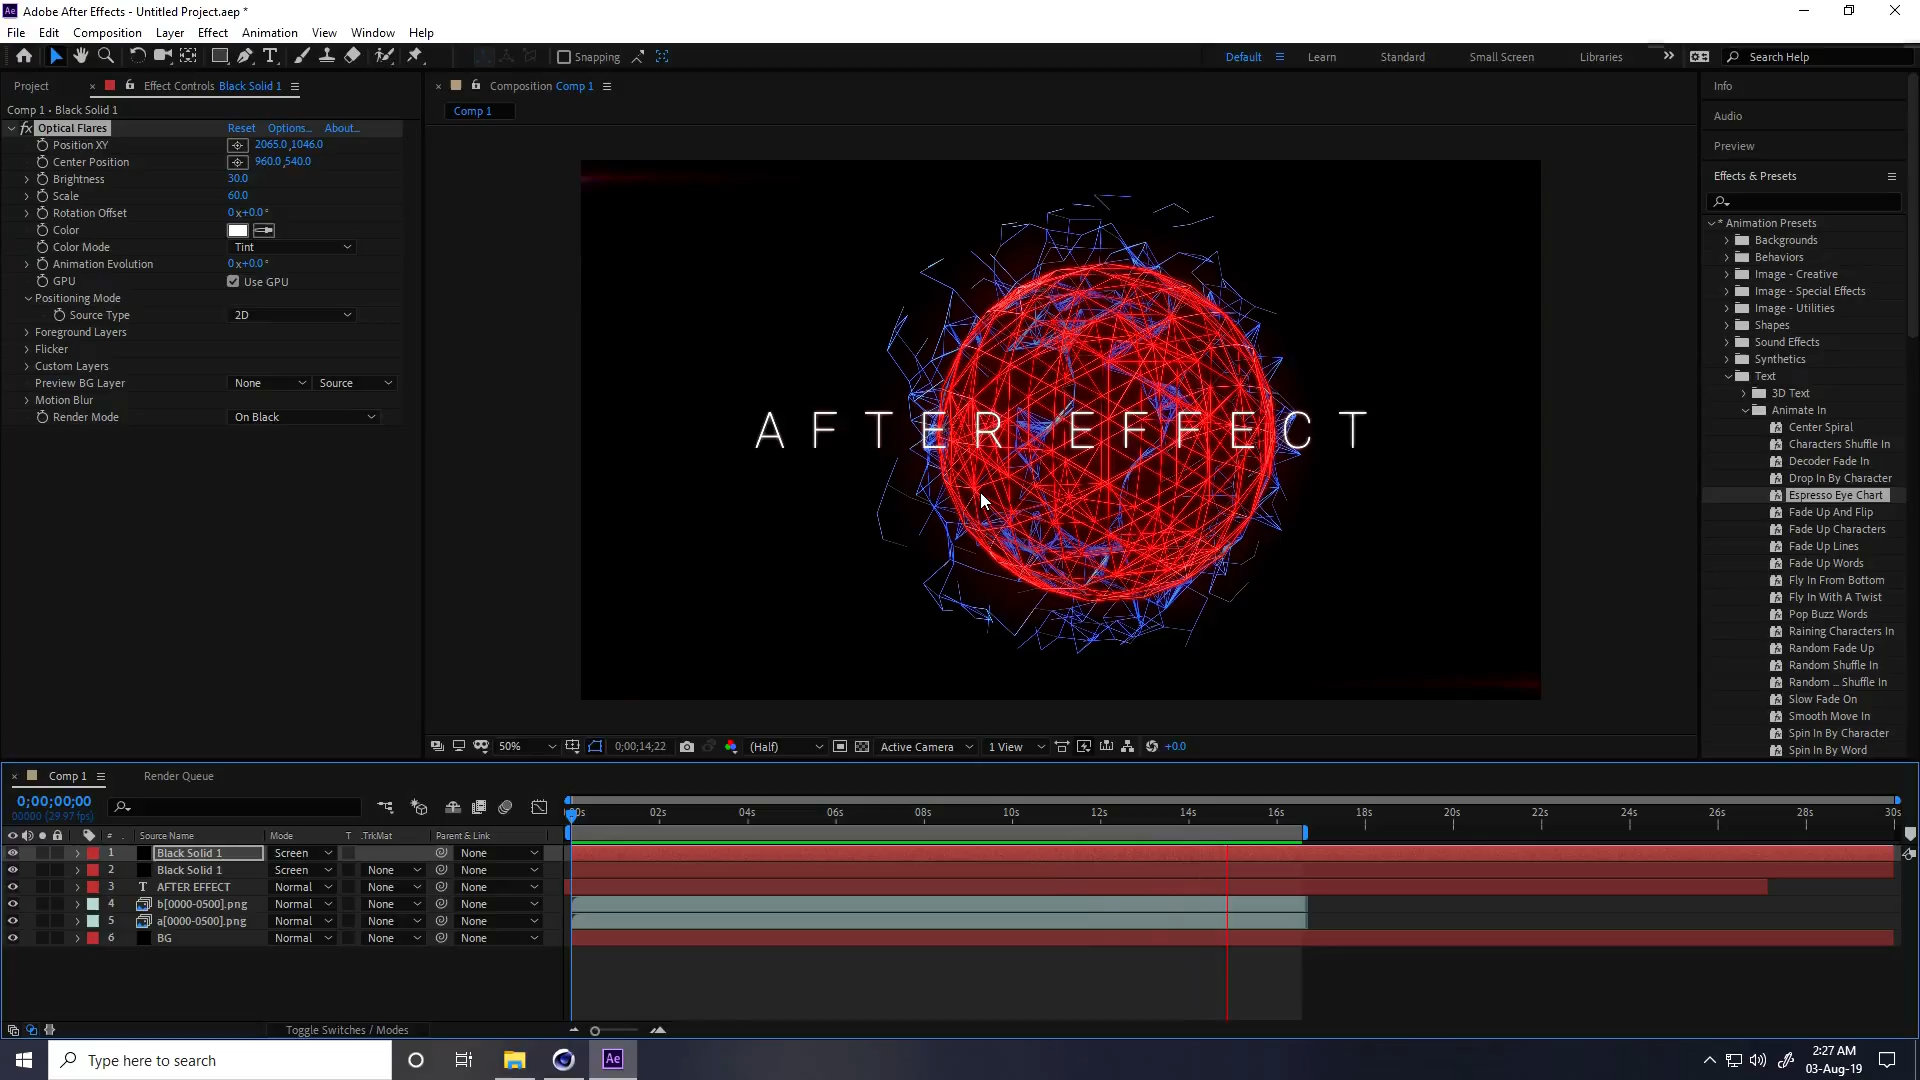 Adobe After Effects - Untitled Project.aep *
File Edit Composition Layer Effect Animation View Window Help
Snapping Default Learn Standard Small Screen Libraries Search Help
Project Effect Controls Black Solid 1
Composition Comp 1
Info
Comp 1 • Black Solid 1
Comp 1
Audio
fx Optical Flares Reset Options... About...
Position XY 2065.0 ,1046.0
Preview
Center Position 960.0 ,540.0
Brightness 30.0
Effects & Presets
Scale 60.0
Rotation Offset 0x+0.0°
Color
Color Mode Tint
Animation Evolution 0x+0.0°
GPU Use GPU
Positioning Mode
Source Type 2D
Foreground Layers
Flicker
Custom Layers
Preview BG Layer None Source
Motion Blur
Render Mode On Black
AFTER EFFECT
* Animation Presets
Backgrounds
Behaviors
Image - Creative
Image - Special Effects
Image - Utilities
Shapes
Sound Effects
Synthetics
Text
3D Text
Animate In
Center Spiral
Characters Shuffle In
Decoder Fade In
Drop In By Character
Espresso Eye Chart
Fade Up And Flip
Fade Up Characters
Fade Up Lines
Fade Up Words
Fly In From Bottom
Fly In With A Twist
Pop Buzz Words
Raining Characters In
Random Fade Up
Random Shuffle In
Random ... Shuffle In
Slow Fade On
Smooth Move In
Spin In By Character
Spin In By Word
50% 0;00;14;22 (Half) Active Camera 1 View +0.0
Comp 1 Render Queue
0;00;00;00
00000 (29.97 fps)
02s 04s 06s 08s 10s 12s 14s 16s 18s 20s 22s 24s 26s 28s 30s
# Source Name Mode T .TrkMat Parent & Link
1 Black Solid 1 Screen None
2 Black Solid 1 Screen None None
3 T AFTER EFFECT Normal None None
4 b[0000-0500].png Normal None None
5 a[0000-0500].png Normal None None
6 BG Normal None None
Toggle Switches / Modes
Type here to search
Ae
2:27 AM
03-Aug-19